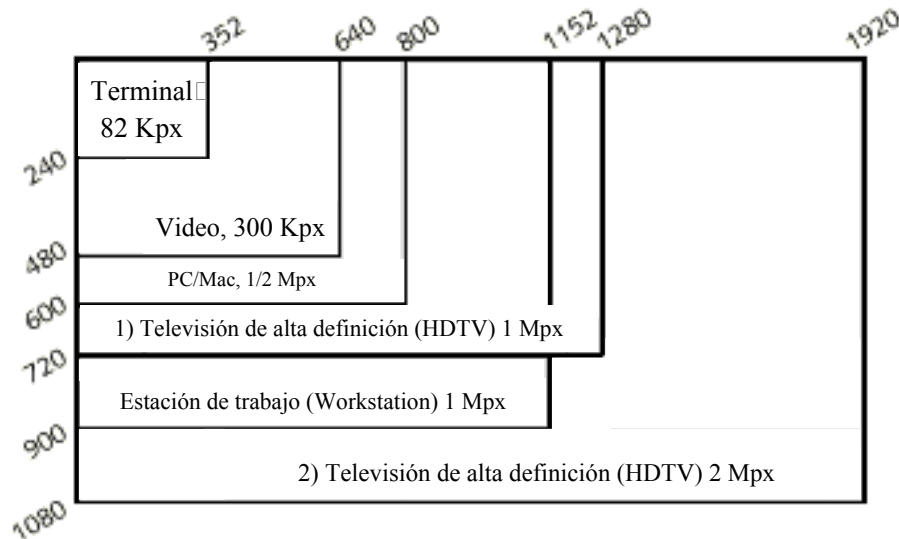 352
640
800
1152
1280
1920
Terminal
82 Kpx
240
Video, 300 Kpx
480
PC/Mac, 1/2 Mpx
600
1) Televisión de alta definición (HDTV) 1 Mpx
720
Estación de trabajo (Workstation) 1 Mpx
900
2) Televisión de alta definición (HDTV) 2 Mpx
1080